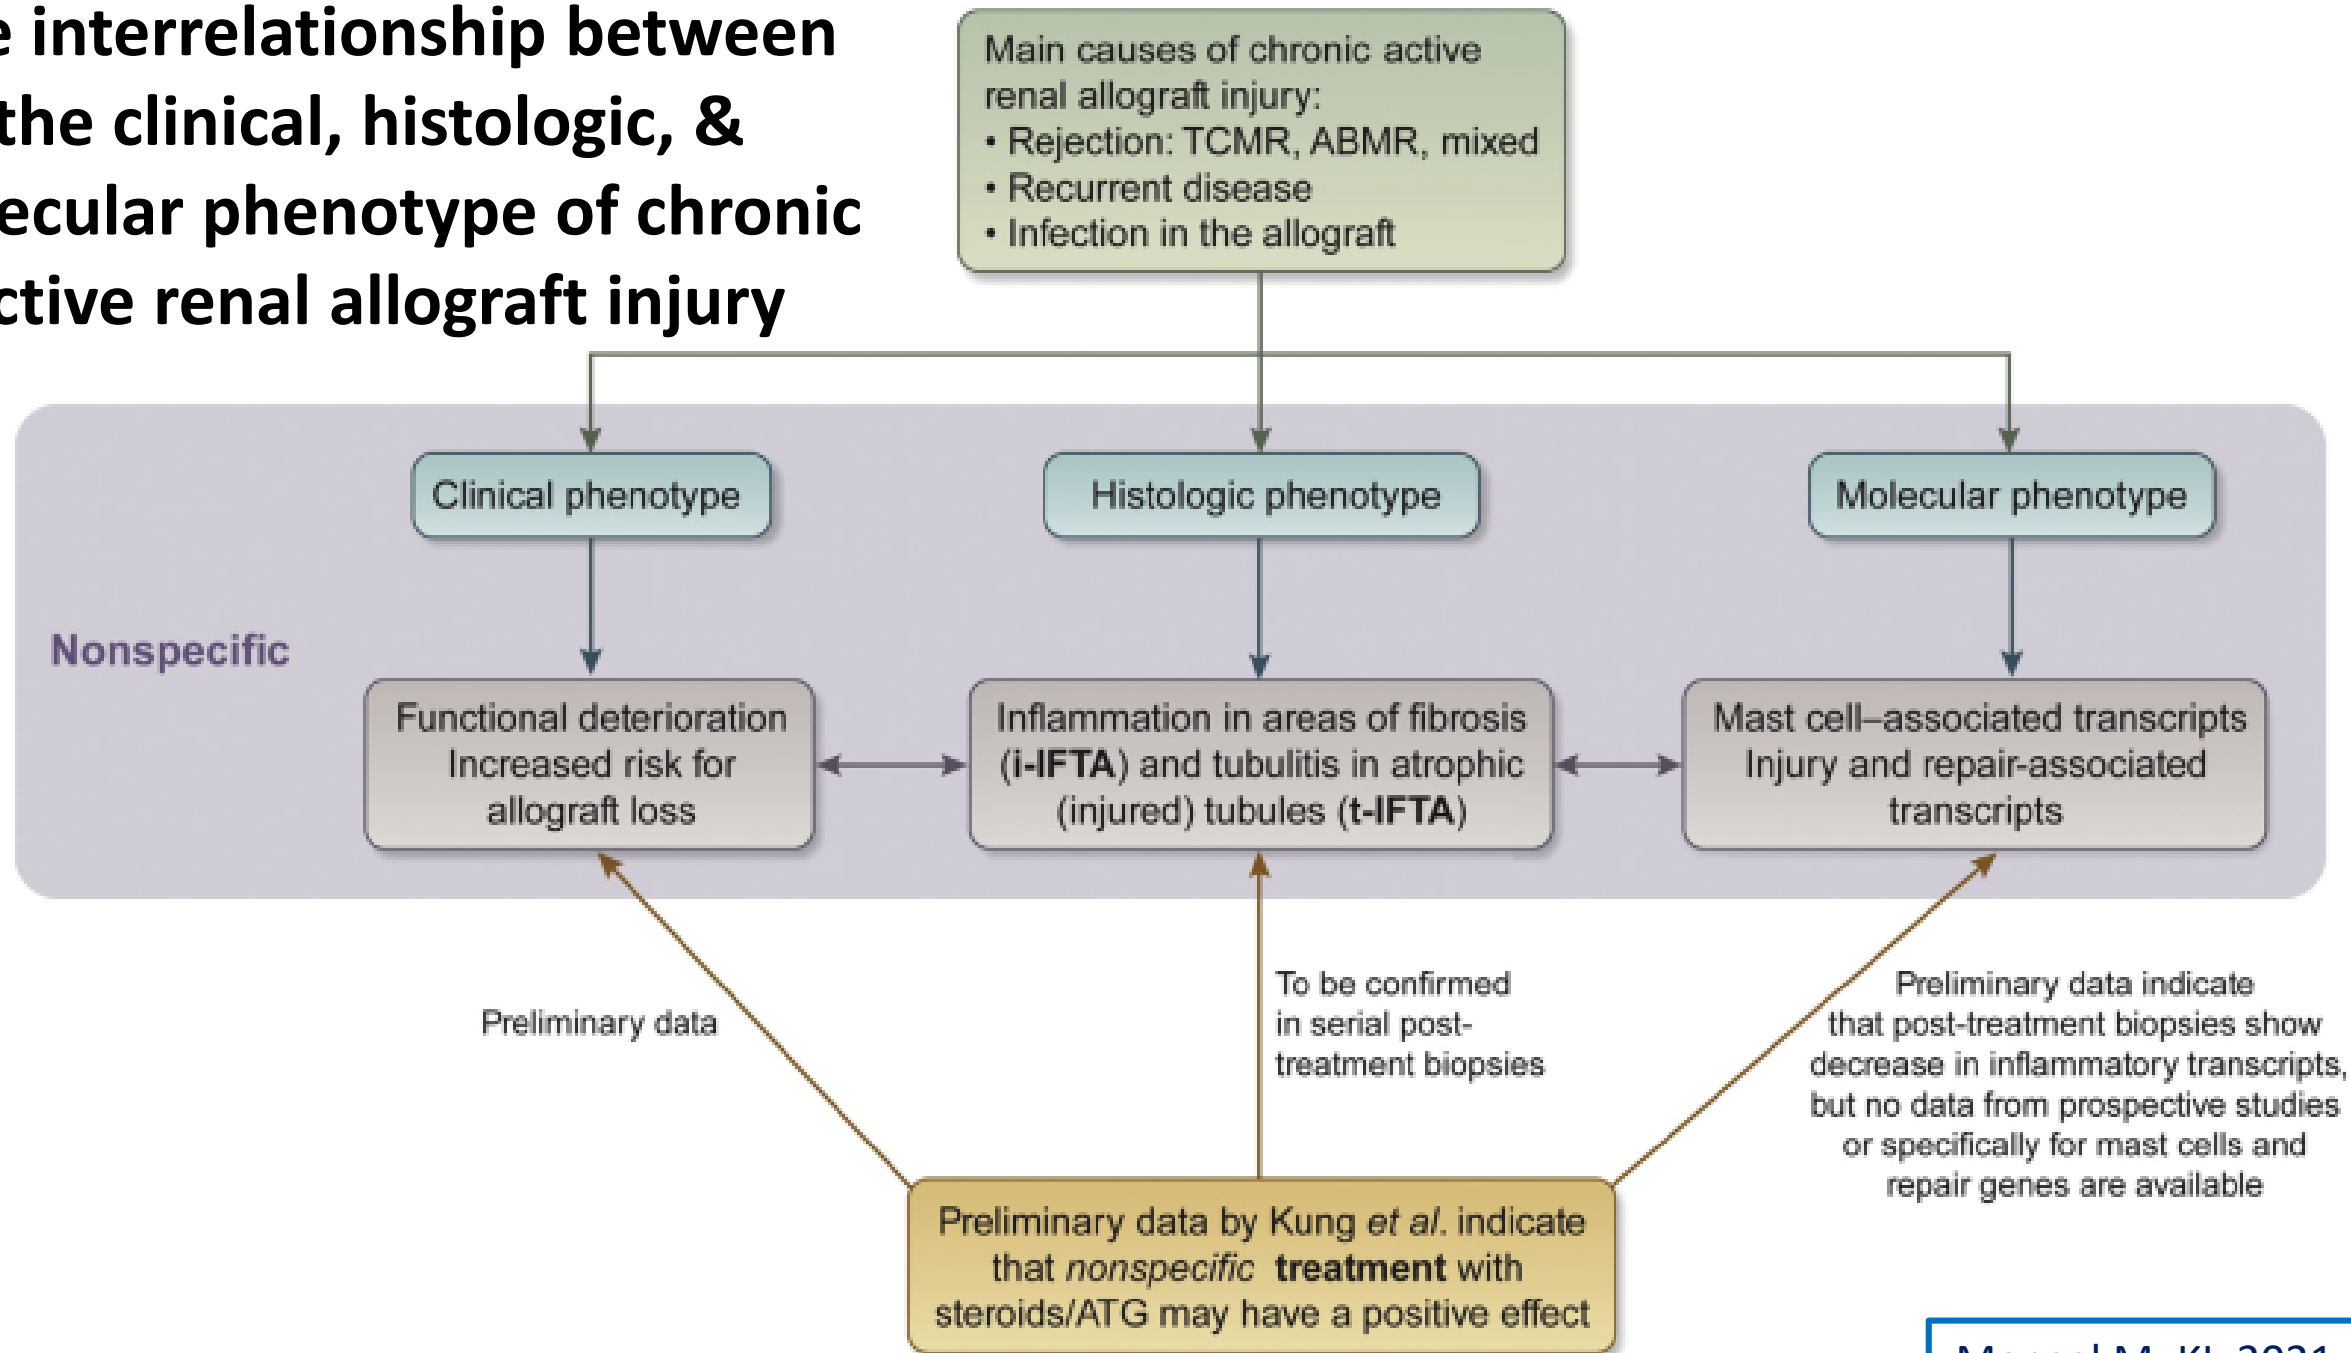 interrelationship between
the clinical, histologic, &
phenotype of chronic
renal allograft injury
Main causes of chronic active
renal allograft injury:
• Rejection: TCMR, ABMR, mixed
• Recurrent disease
• Infection in the allograft
Clinical phenotype
Histologic phenotype
Molecular phenotype
Nonspecific
Functional deterioration
Increased risk for
allograft loss
Inflammation in areas of fibrosis
(i-IFTA) and tubulitis in atrophic
(injured) tubules (t-IFTA)
Mast cell–associated transcripts
Injury and repair-associated
transcripts
Preliminary data
To be confirmed
in serial post-
treatment biopsies
Preliminary data indicate
that post-treatment biopsies show
decrease in inflammatory transcripts,
but no data from prospective studies
or specifically for mast cells and
repair genes are available
Preliminary data by Kung et al. indicate
that nonspecific treatment with
steroids/ATG may have a positive effect